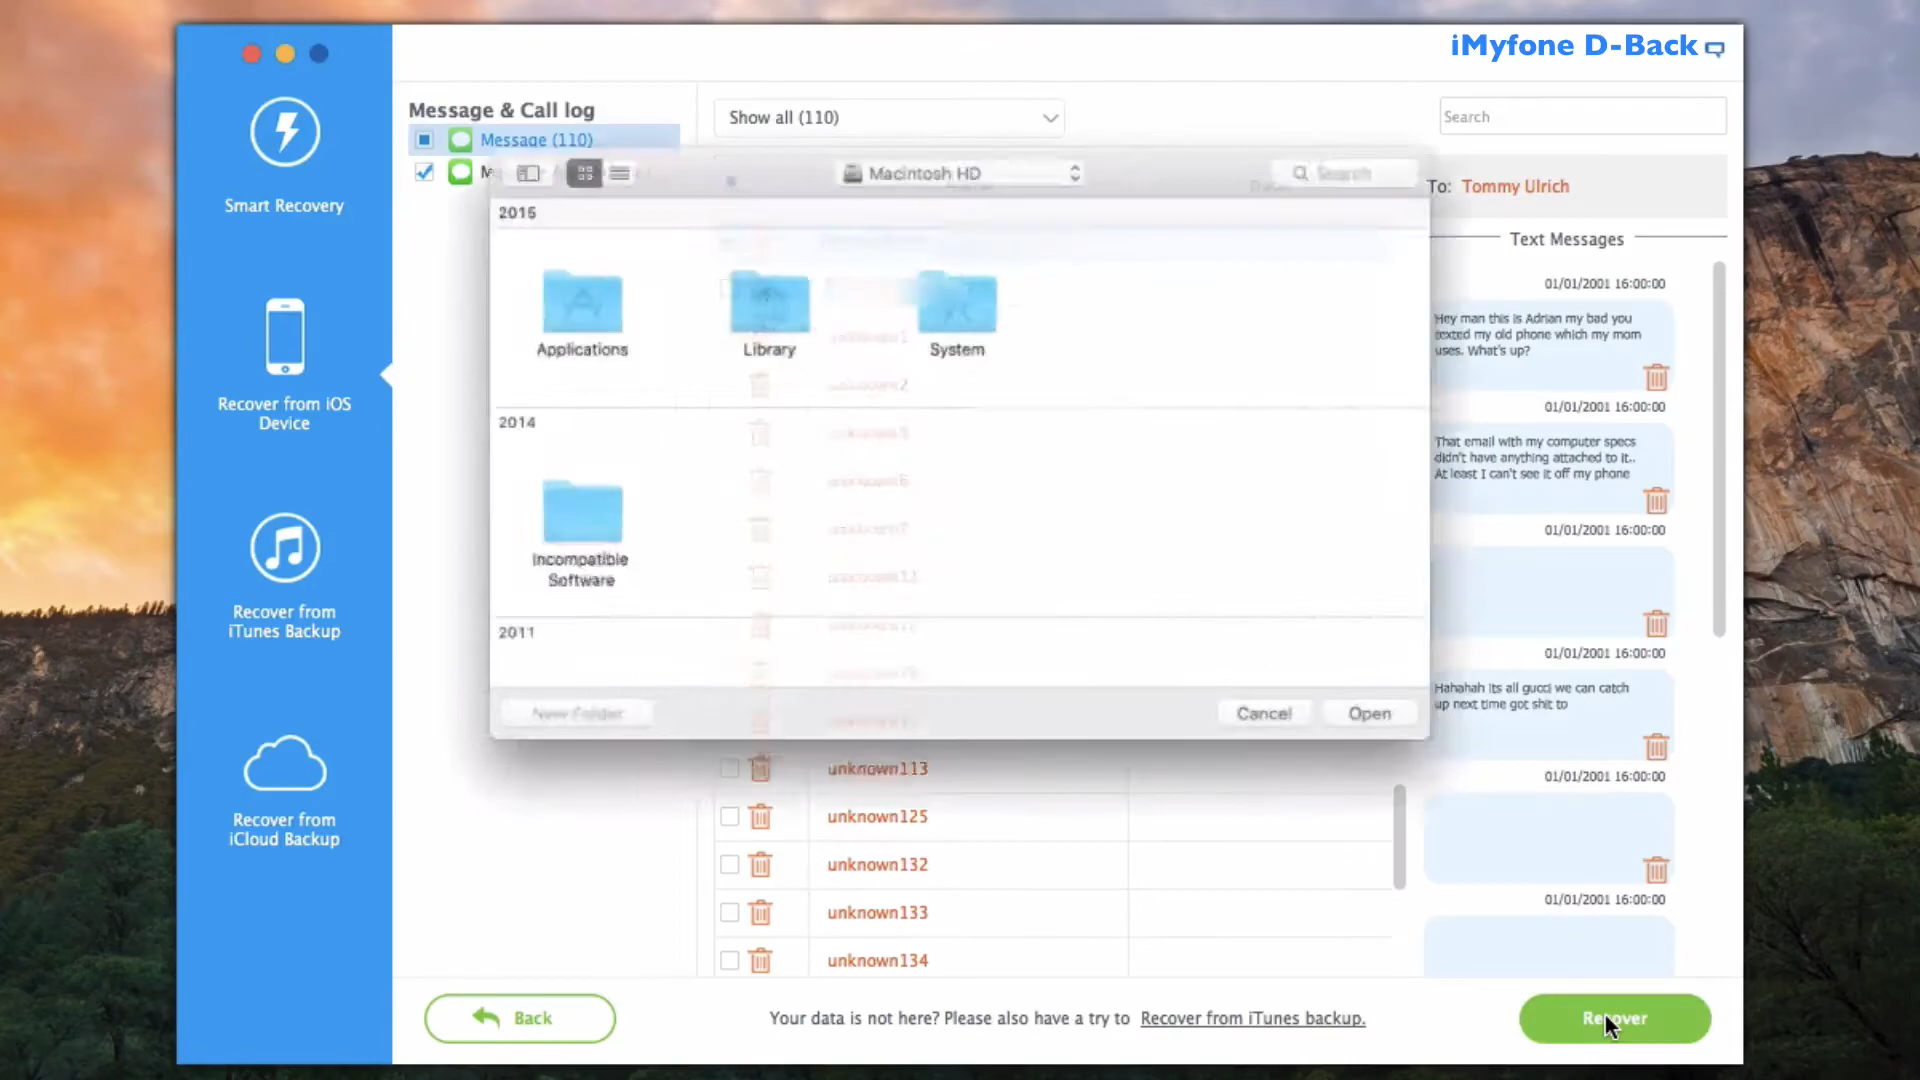 iMyfone D-Back
Smart Recovery
Recover from iOS
Device
Recover from
iTunes Backup
Recover from
iCloud Backup
Message & Call log
Message (110)
Show all (110)
Search
Macintosh HD
Search
2015
Applications
Library
System
2014
Incompatible
Software
2011
New Folder
Cancel
Open
unknown113
unknown125
unknown132
unknown133
unknown134
To: Tommy Ulrich
Text Messages
01/01/2001 16:00:00
Hey man this is Adrian my bad you
texted my old phone which my mom
uses. What's up?
01/01/2001 16:00:00
That email with my computer specs
didn't have anything attached to it..
At least I can't see it off my phone
01/01/2001 16:00:00
01/01/2001 16:00:00
Hahahah its all gucci we can catch
up next time got shit to
01/01/2001 16:00:00
01/01/2001 16:00:00
Back
Your data is not here? Please also have a try to Recover from iTunes backup.
Recover